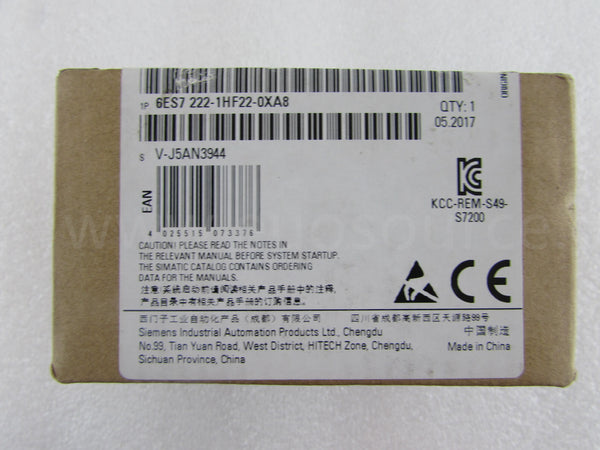 1P 6ES7 222-1HF22-0XA8
QTY: 1
05.2017
S V-J5AN3944
EAN
4 025515 073376
KCC-REM-S49-
S7200
CAUTION! PLEASE READ THE NOTES IN
THE RELEVANT MANUAL BEFORE SYSTEM STARTUP.
THE SIMATIC CATALOG CONTAINS ORDERING
DATA FOR THE MANUALS.
注意:系统启动前请阅读相关产品手册中的注释,
产品目录中有相关产品手册的订购信息。
CE
西门子工业自动化产品（成都）有限公司 四川省成都高新西区天源路99号
Siemens Industrial Automation Products Ltd., Chengdu
中国制造
No.99, Tian Yuan Road, West District, HITECH Zone, Chengdu,
Made in China
Sichuan Province, China